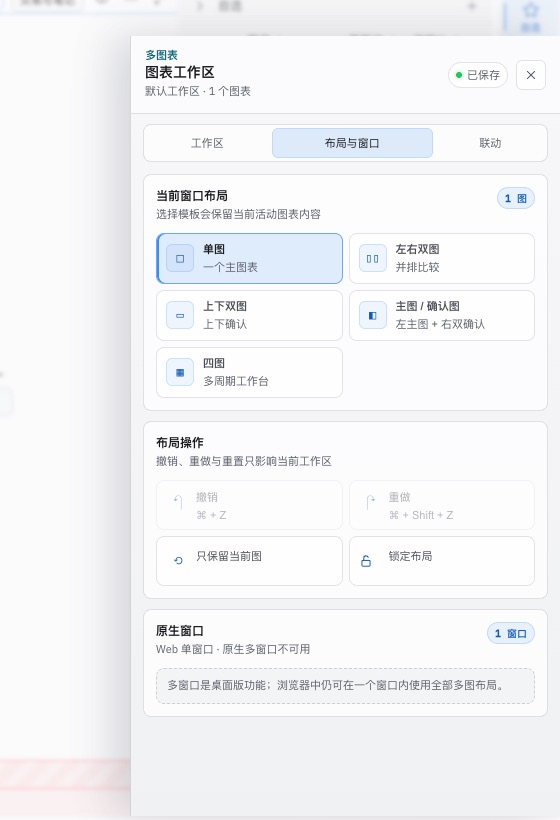 自选
自选
多图表
图表工作区
默认工作区 · 1 个图表
已保存
工作区
布局与窗口
联动
当前窗口布局
1 图
选择模板会保留当前活动图表内容
单图
一个主图表
左右双图
并排比较
上下双图
上下确认
主图 / 确认图
左主图 + 右双确认
四图
多周期工作台
布局操作
撤销、重做与重置只影响当前工作区
撤销
⌘ + Z
重做
⌘ + Shift + Z
只保留当前图
锁定布局
原生窗口
1 窗口
Web 单窗口 · 原生多窗口不可用
多窗口是桌面版功能；浏览器中仍可在一个窗口内使用全部多图布局。